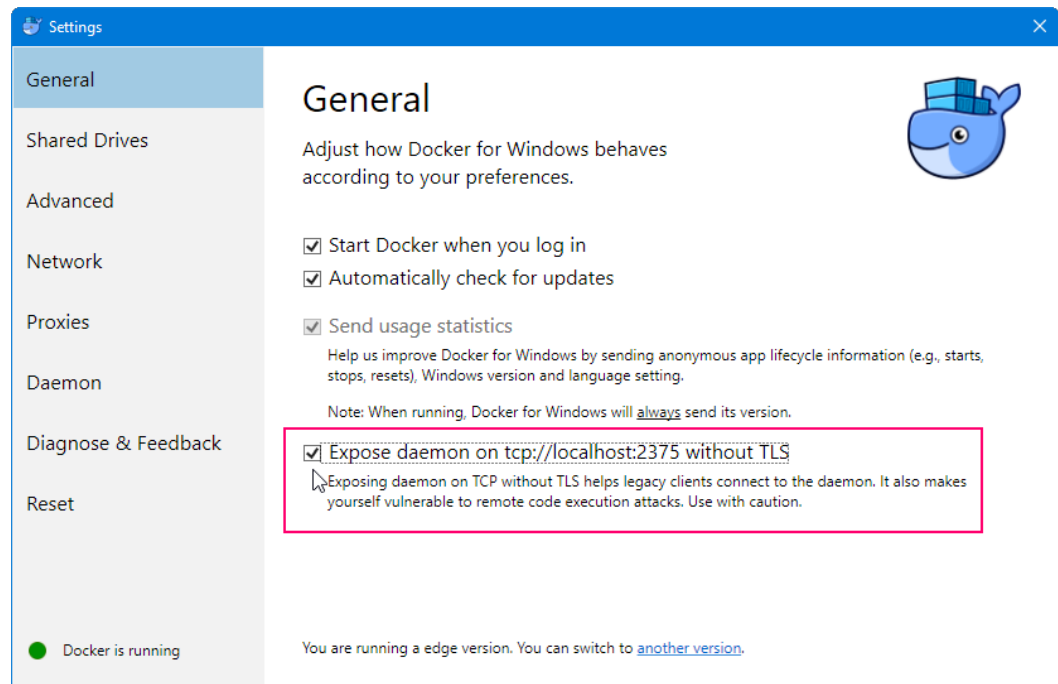 Settings
General
Shared Drives
Advanced
Network
Proxies
Daemon
Diagnose & Feedback
Reset
Docker is running
General
Adjust how Docker for Windows behaves
according to your preferences.
Start Docker when you log in
Automatically check for updates
Send usage statistics
Help us improve Docker for Windows by sending anonymous app lifecycle information (e.g., starts,
stops, resets), Windows version and language setting.
Note: When running, Docker for Windows will always send its version.
Expose daemon on tcp://localhost:2375 without TLS
Exposing daemon on TCP without TLS helps legacy clients connect to the daemon. It also makes
yourself vulnerable to remote code execution attacks. Use with caution.
You are running a edge version. You can switch to another version.